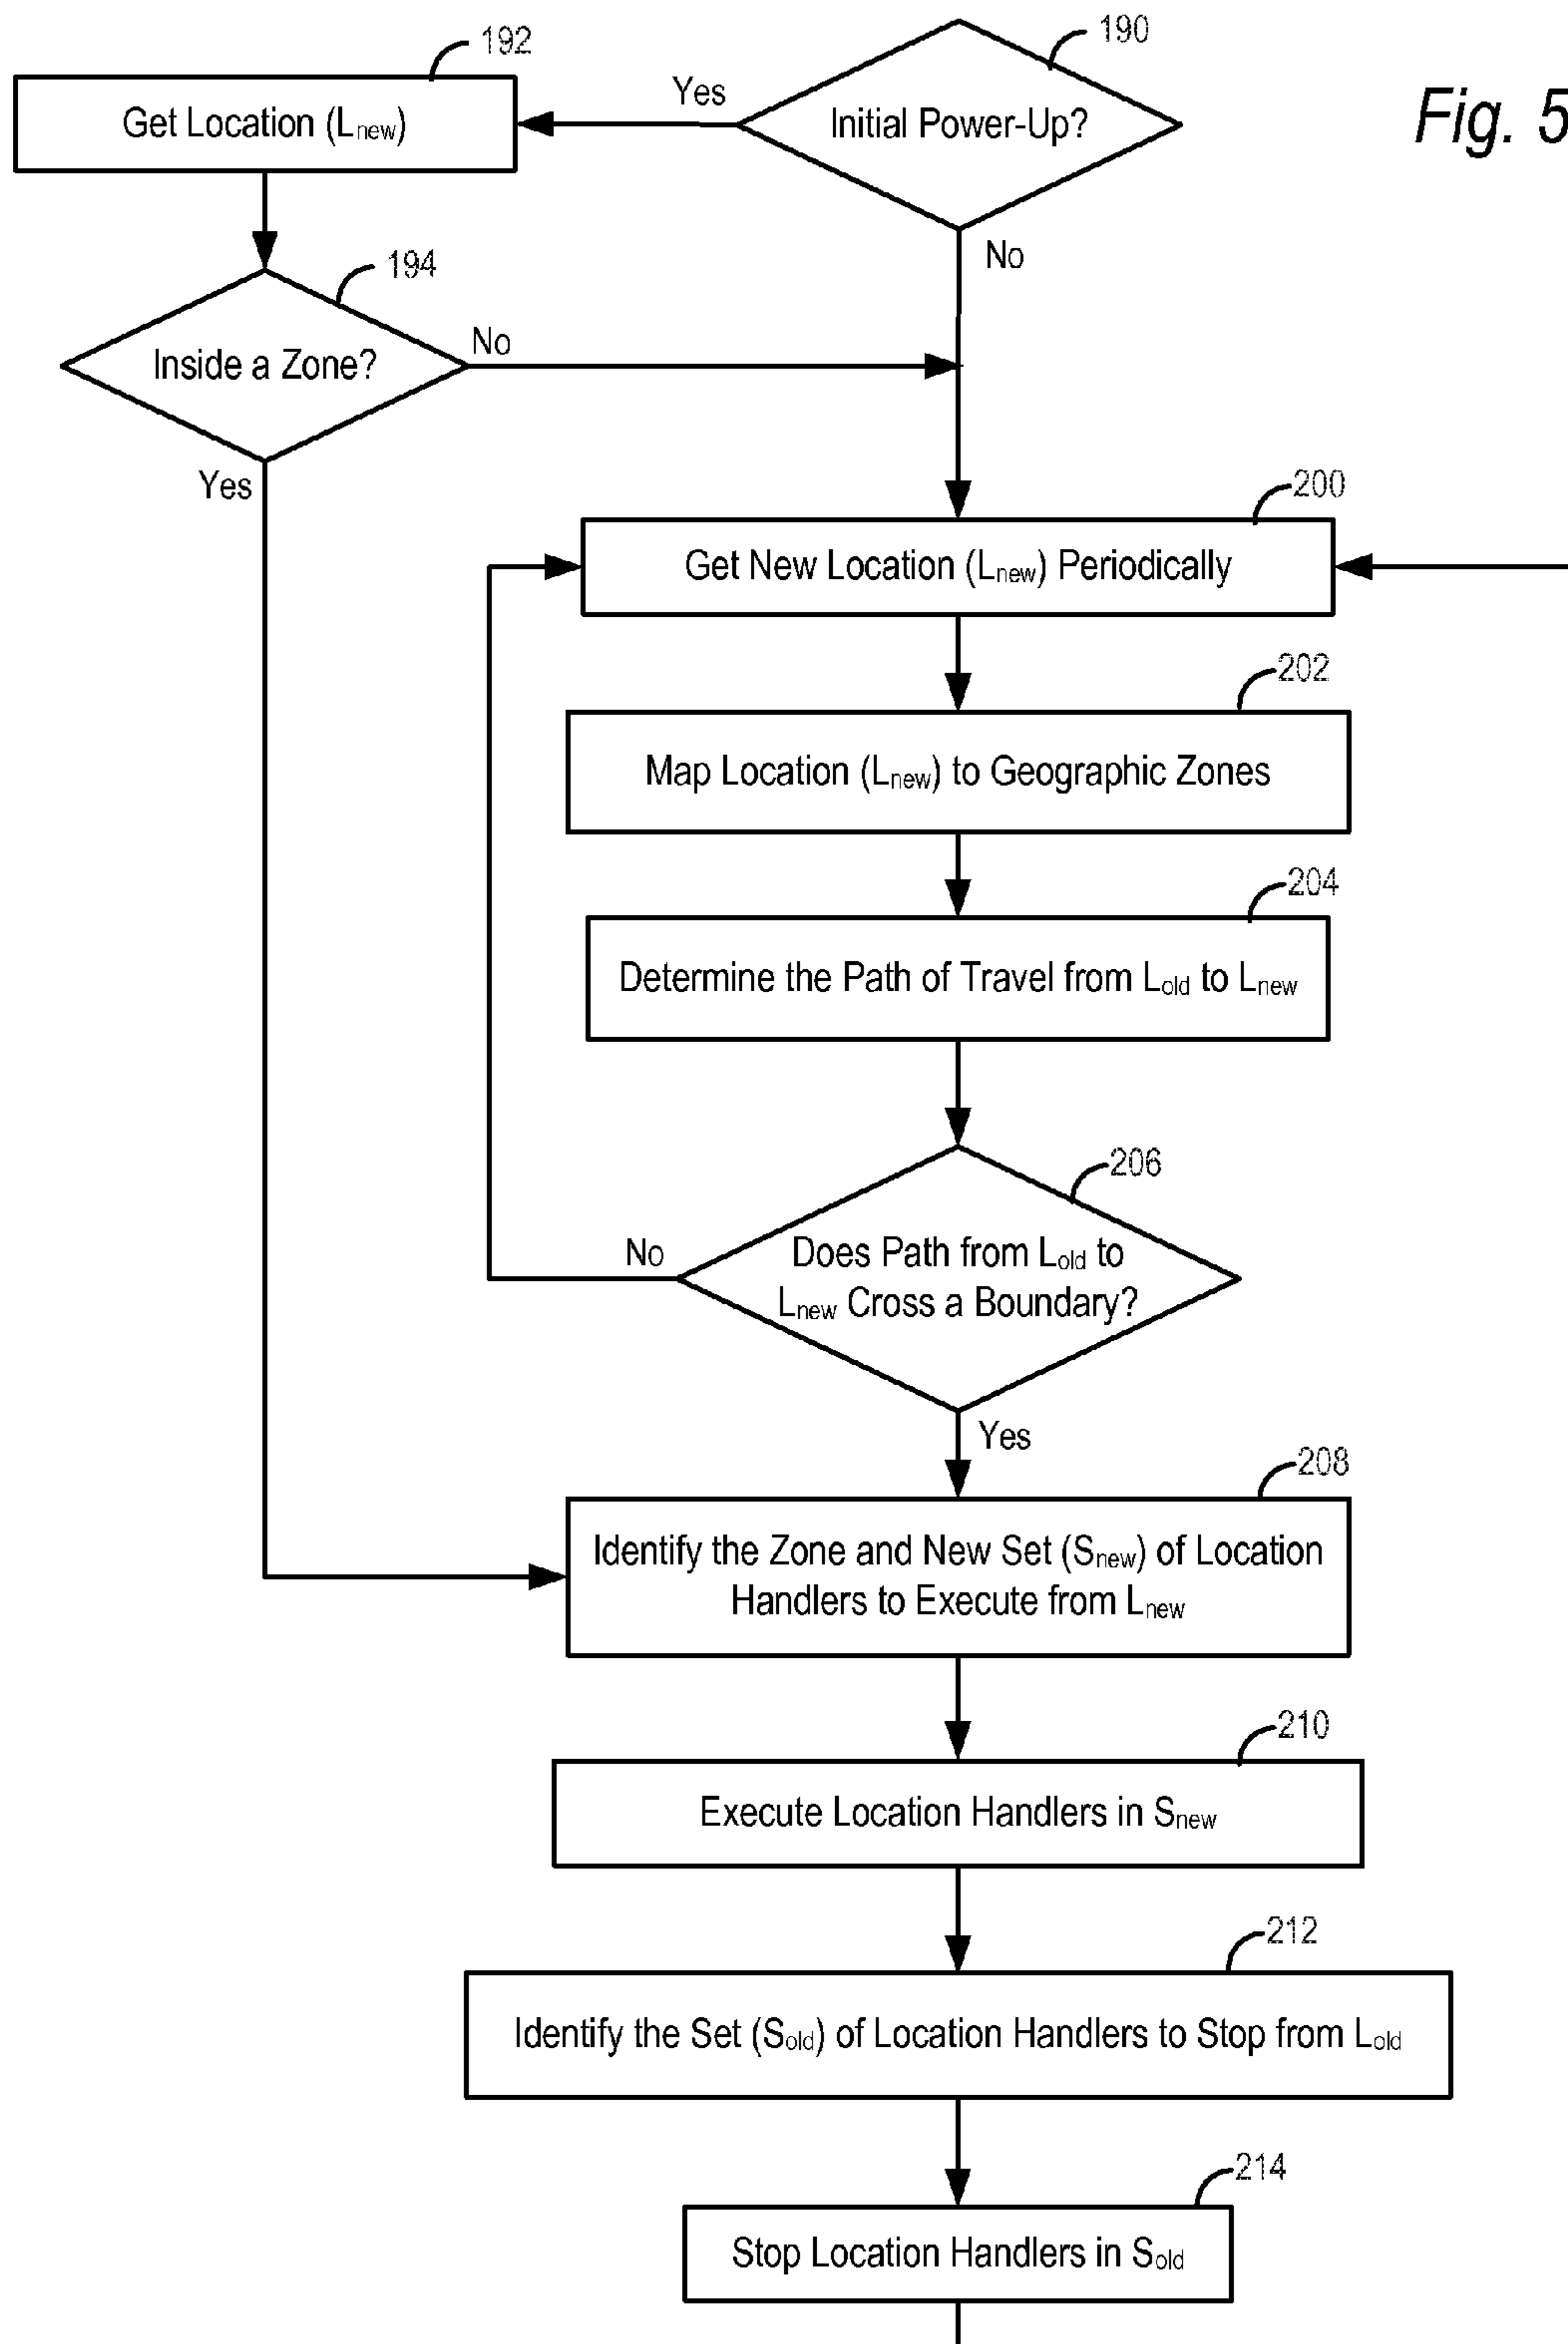 192
190
Get Location (Lnew)
Yes
Initial Power-Up?
Fig. 5
No
194
Inside a Zone?
No
Yes
200
Get New Location (Lnew) Periodically
202
Map Location (Lnew) to Geographic Zones
204
Determine the Path of Travel from Lold to Lnew
206
No
Does Path from Lold to
Lnew Cross a Boundary?
Yes
208
Identify the Zone and New Set (Snew) of Location
Handlers to Execute from Lnew
210
Execute Location Handlers in Snew
212
Identify the Set (Sold) of Location Handlers to Stop from Lold
214
Stop Location Handlers in Sold